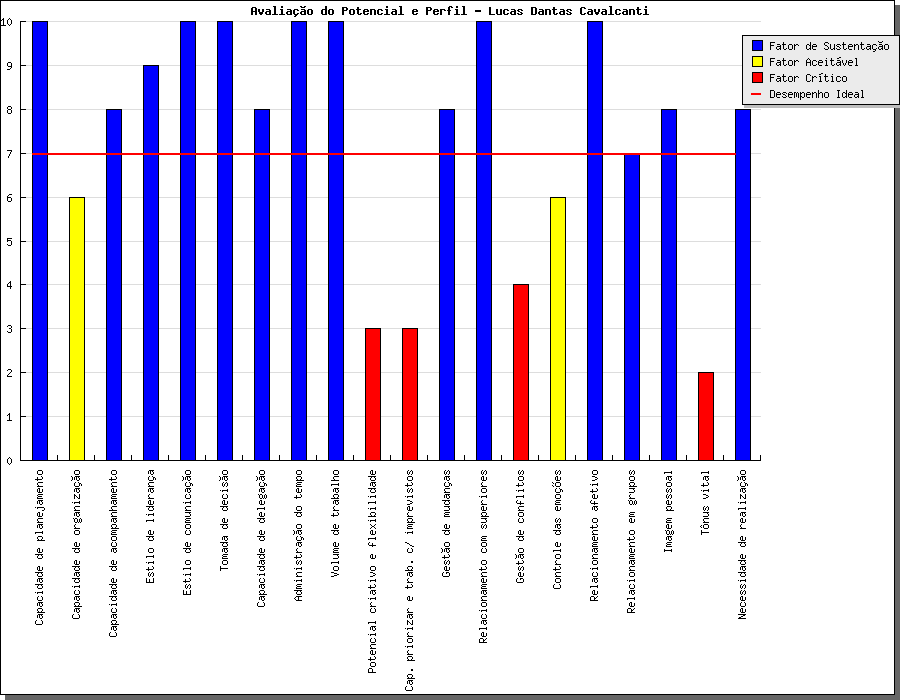 Avaliação do Potencial e Perfil - Lucas Dantas Cavalcanti
Fator de Sustentação
Fator Aceitável
Fator Crítico
Desempenho Ideal
10
9
8
7
6
5
4
3
2
1
0
Capacidade de planejamento
Capacidade de organização
Capacidade de acompanhamento
Estilo de liderança
Estilo de comunicação
Tomada de decisão
Capacidade de delegação
Administração do tempo
Volume de trabalho
Potencial criativo e flexibilidade
Cap. priorizar e trab. c/ imprevistos
Gestão de mudanças
Relacionamento com superiores
Gestão de conflitos
Controle das emoções
Relacionamento afetivo
Relacionamento em grupos
Imagem pessoal
Tônus vital
Necessidade de realização